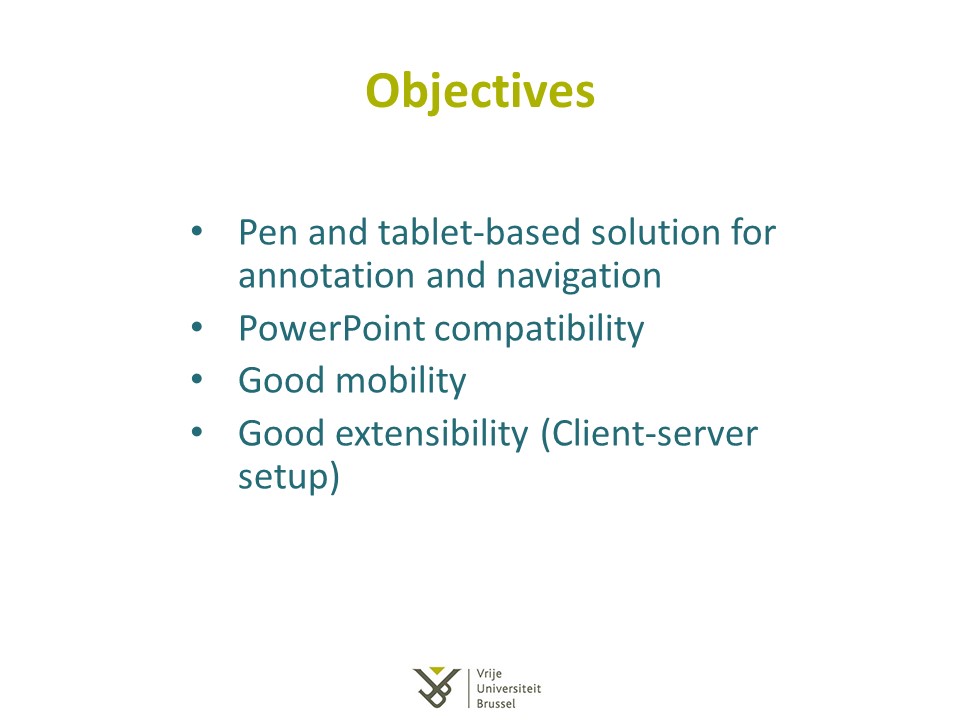 Objectives
• Pen and tablet-based solution for
annotation and navigation
• PowerPoint compatibility
• Good mobility
• Good extensibility (Client-server
setup)
Vrije
Universiteit
Brussel